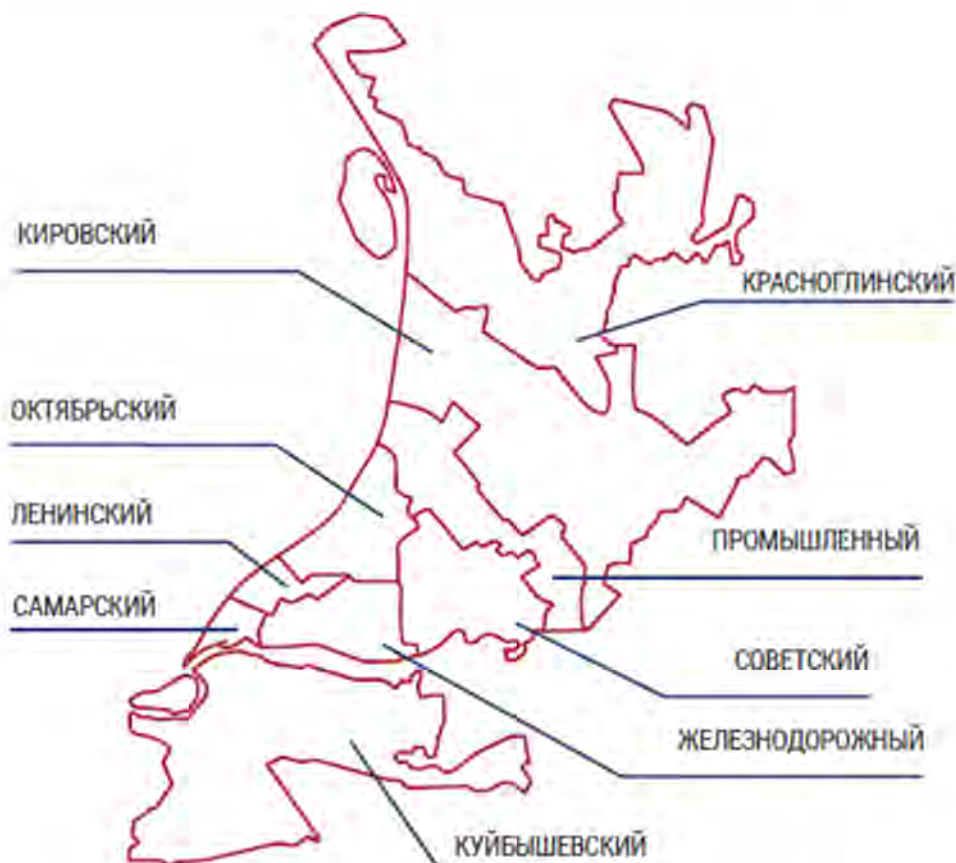 КИРОВСКИЙ
КРАСНОГЛИНСКИЙ
ОКТЯБРЬСКИЙ
ЛЕНИНСКИЙ
ПРОМЫШЛЕННЫЙ
САМАРСКИЙ
СОВЕТСКИЙ
ЖЕЛЕЗНОДОРОЖНЫЙ
КУЙБЫШЕВСКИЙ